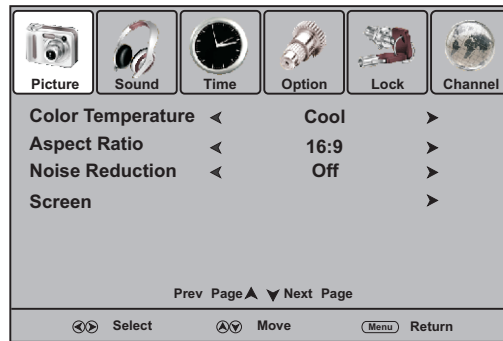 Picture Sound Time Option Lock Channel
Color Temperature Cool
Aspect Ratio 16:9
Noise Reduction Off
Screen
Prev Page Next Page
Select Move Menu Return